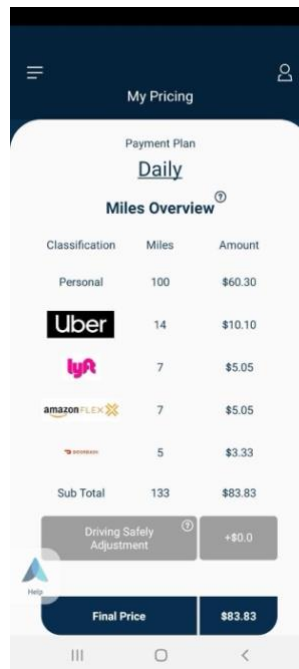 My Pricing
Payment Plan
Daily
Miles Overview ?
Classification Miles Amount
Personal 100 $60.30
Uber 14 $10.10
lyft 7 $5.05
amazon FLEX 7 $5.05
DOORDASH 5 $3.33
Sub Total 133 $83.83
Driving Safely ?
Adjustment +$0.0
Help
Final Price $83.83